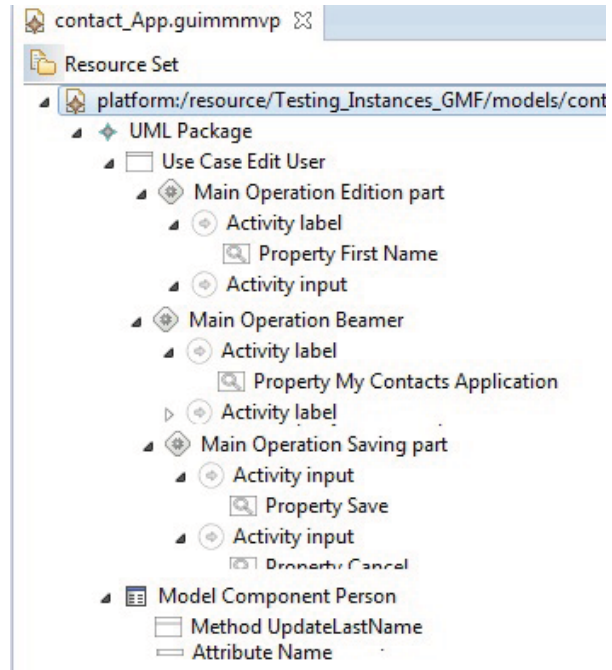 contact_App.guimmmvp
Resource Set
platform:/resource/Testing_Instances_GMF/models/cont
UML Package
Use Case Edit User
Main Operation Edition part
Activity label
Property First Name
Activity input
Main Operation Beamer
Activity label
Property My Contacts Application
Activity label
Main Operation Saving part
Activity input
Property Save
Activity input
Property Cancel
Model Component Person
Method UpdateLastName
Attribute Name